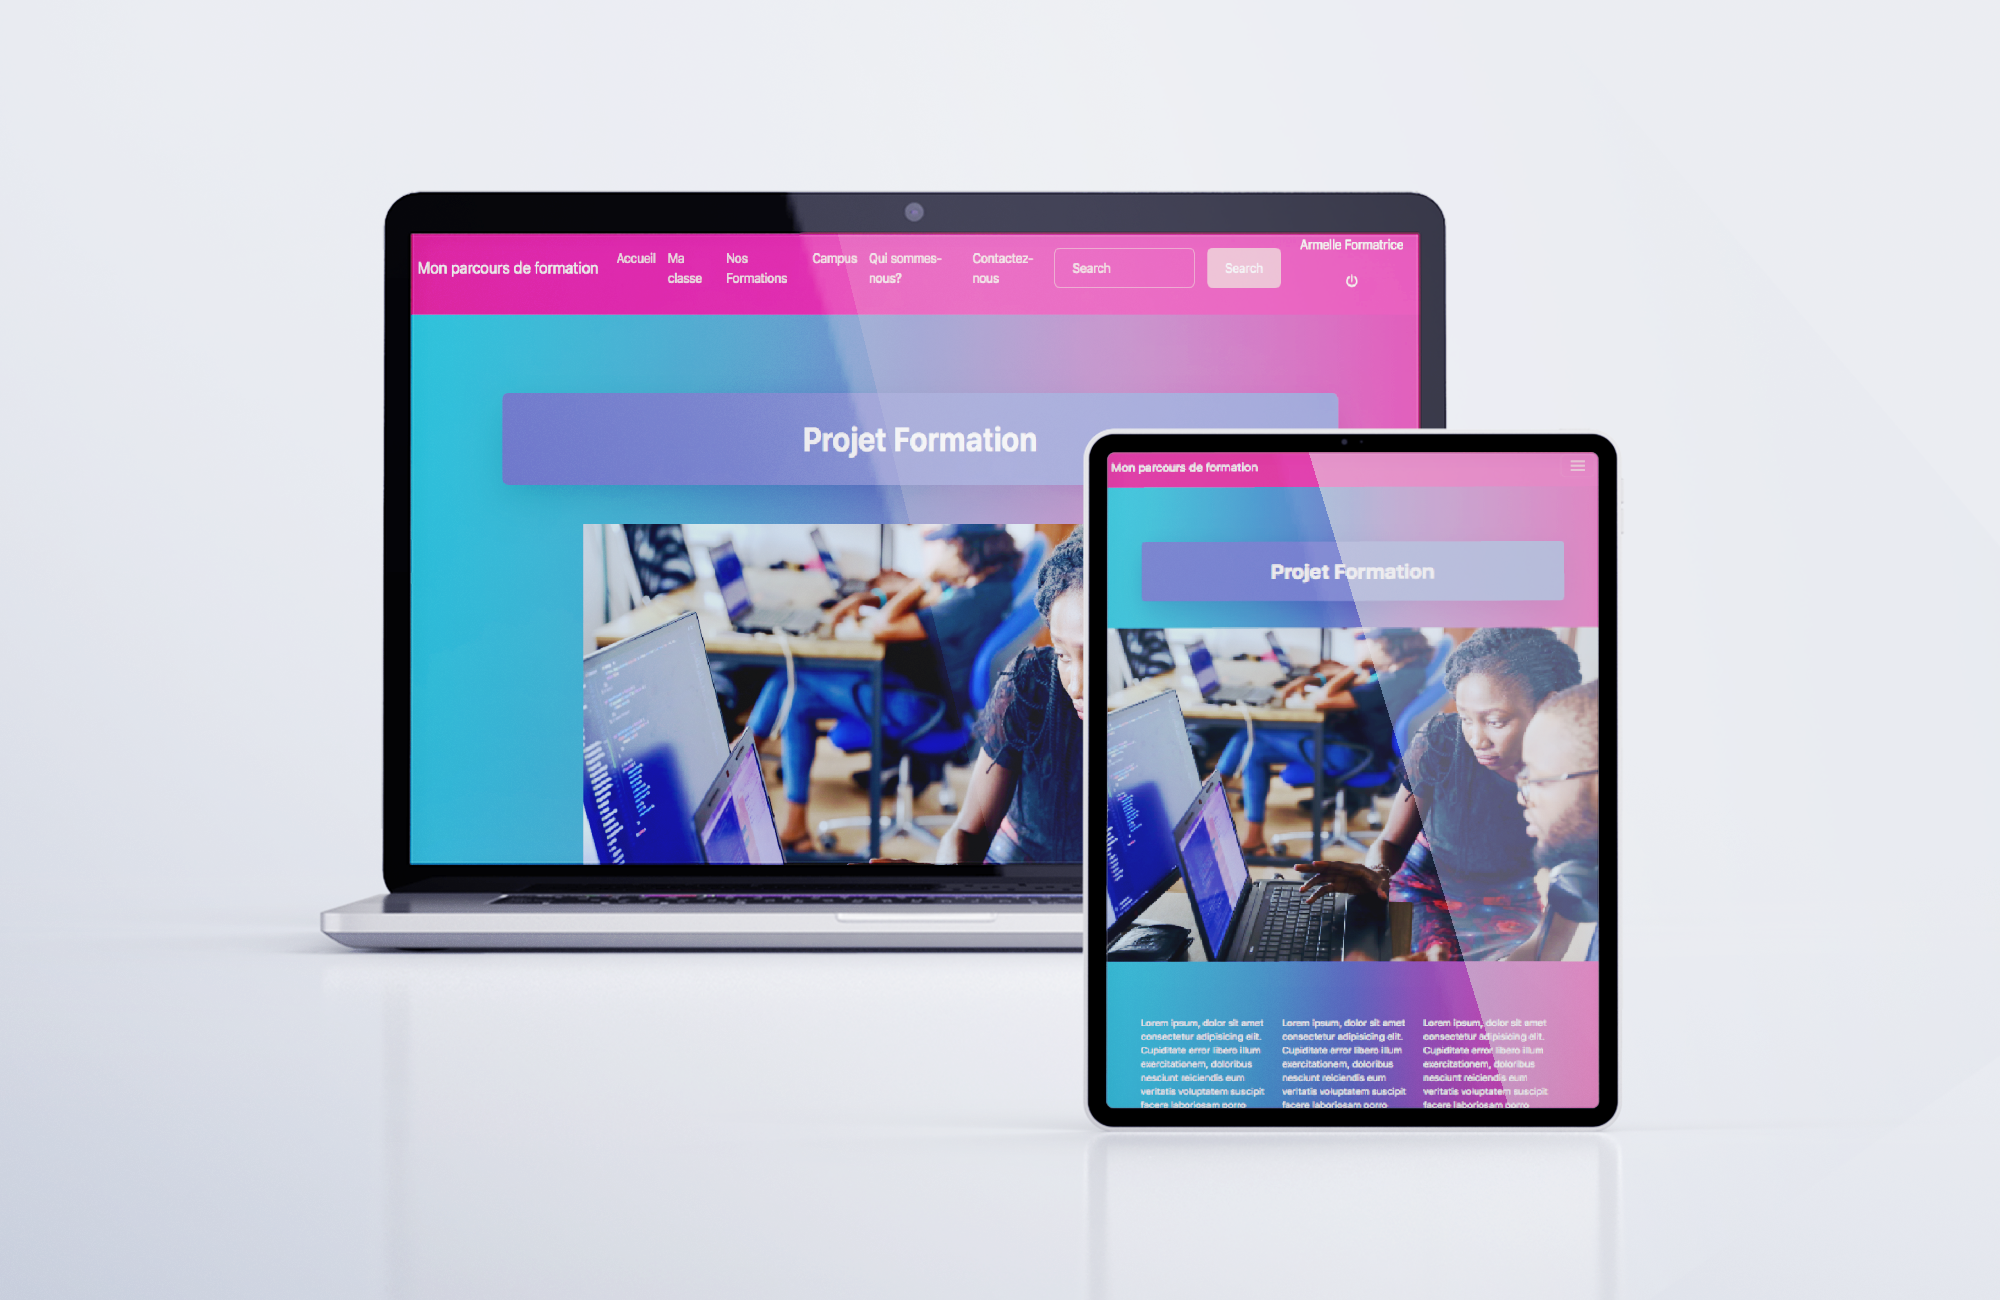 Mon parcours de formation
Accueil
Ma
classe
Nos
Formations
Campus
Qui sommes-
nous?
Contactez-
nous
Search
Search
Armelle Formatrice
Projet Formation
Mon parcours de formation
Projet Formation
Lorem ipsum, dolor sit amet
consectetur adipisicing elit.
Cupiditate error libero illum
exercitationem, doloribus
nesciunt reiciendis eum
veritatis voluptatem suscipit
facere laboriosam porro
Lorem ipsum, dolor sit amet
consectetur adipisicing elit.
Cupiditate error libero illum
exercitationem, doloribus
nesciunt reiciendis eum
veritatis voluptatem suscipit
facere laboriosam porro
Lorem ipsum, dolor sit amet
consectetur adipisicing elit.
Cupiditate error libero illum
exercitationem, doloribus
nesciunt reiciendis eum
veritatis voluptatem suscipit
facere laboriosam porro